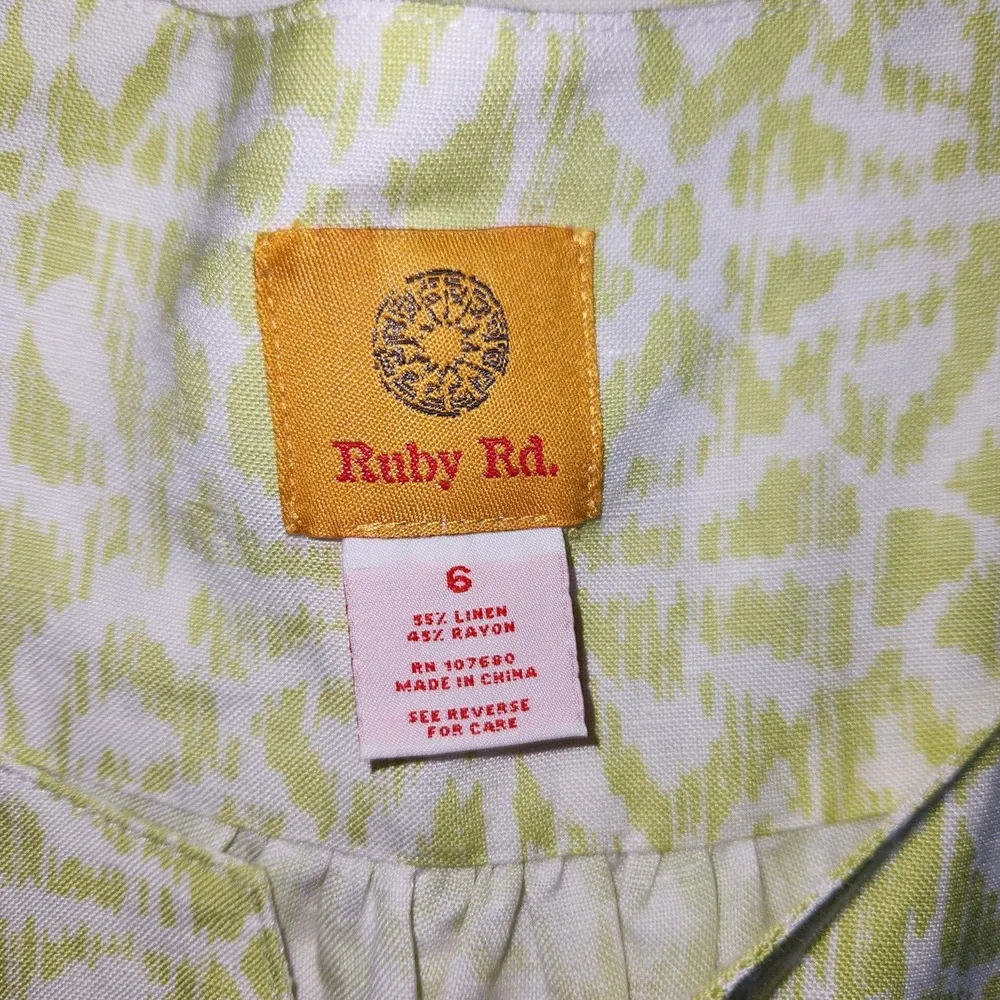 Ruby Rd.
6
55% LINEN
45% RAYON
RN 107680
MADE IN CHINA
SEE REVERSE
FOR CARE